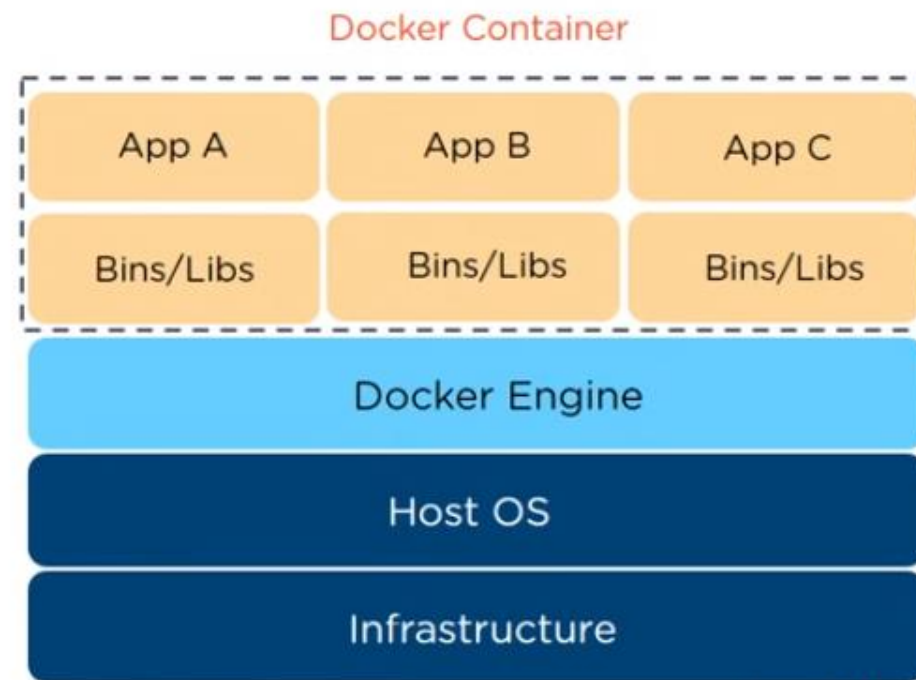 Docker Container
App A
App B
App C
Bins/Libs
Bins/Libs
Bins/Libs
Docker Engine
Host OS
Infrastructure